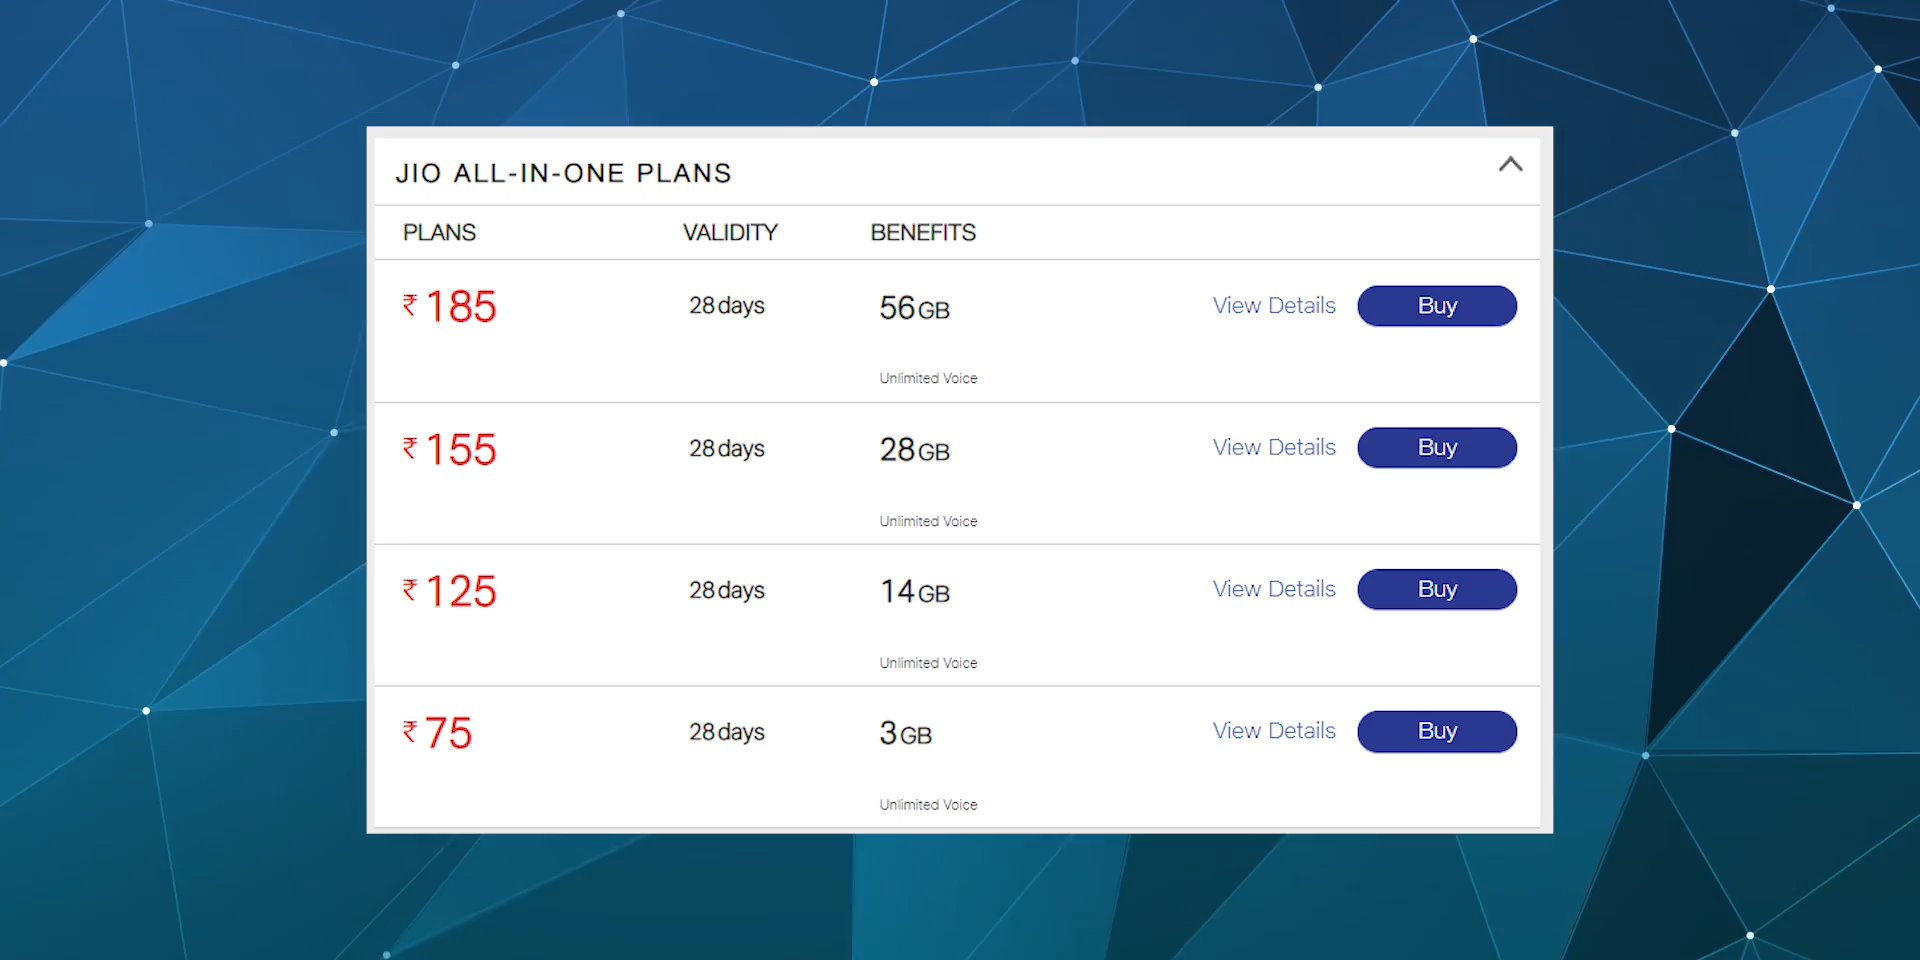 JIO ALL-IN-ONE PLANS
PLANS VALIDITY BENEFITS
₹ 185 28 days 56 GB View Details Buy
Unlimited Voice
₹ 155 28 days 28 GB View Details Buy
Unlimited Voice
₹ 125 28 days 14 GB View Details Buy
Unlimited Voice
₹ 75 28 days 3 GB View Details Buy
Unlimited Voice